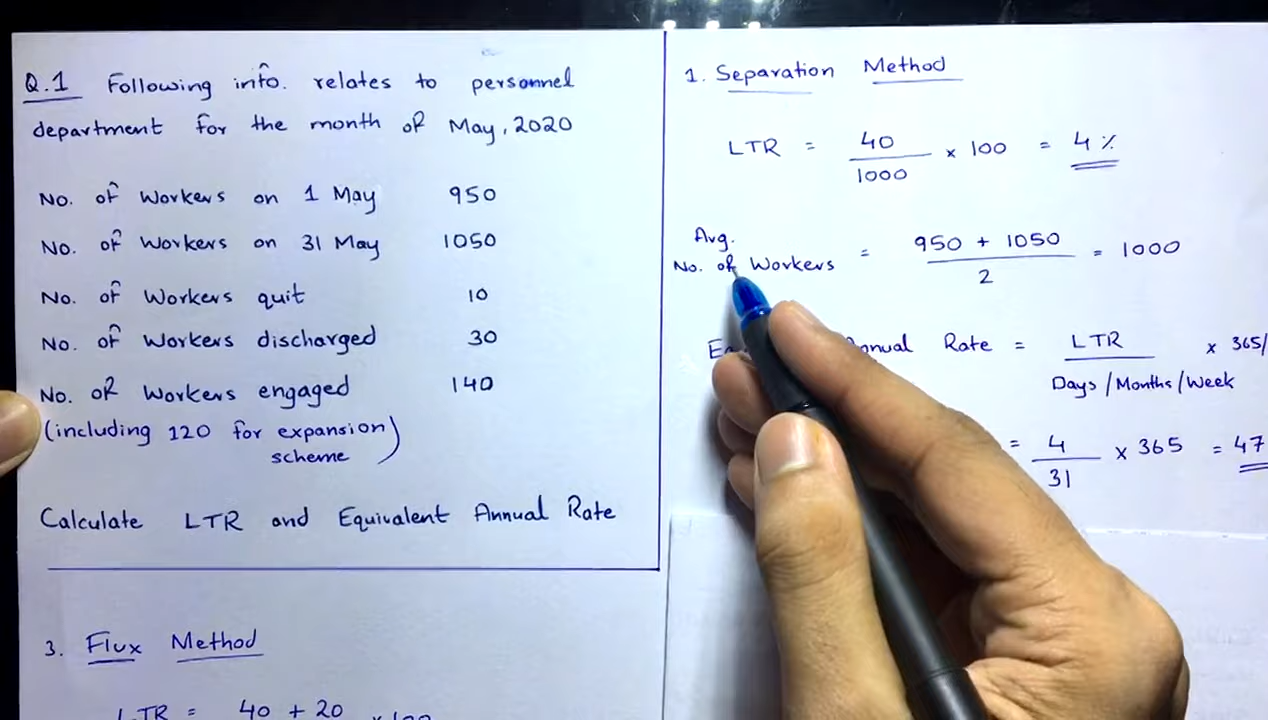 Q.1 Following info. relates to personnel
department for the month of May, 2020
No. of Workers on 1 May 950
No. of Workers on 31 May 1050
No. of Workers quit 10
No. of Workers discharged 30
No. of Workers engaged 140
(including 120 for expansion
scheme)
Calculate LTR and Equivalent Annual Rate
3. Flux Method
LTR = 40 + 20 x 100
1. Separation Method
LTR = 40 / 1000 x 100 = 4 %
Avg.
No. of Workers = 950 + 1050 / 2 = 1000
Annual Rate = LTR / Days/Months/Week x 365/
= 4 / 31 x 365 = 47